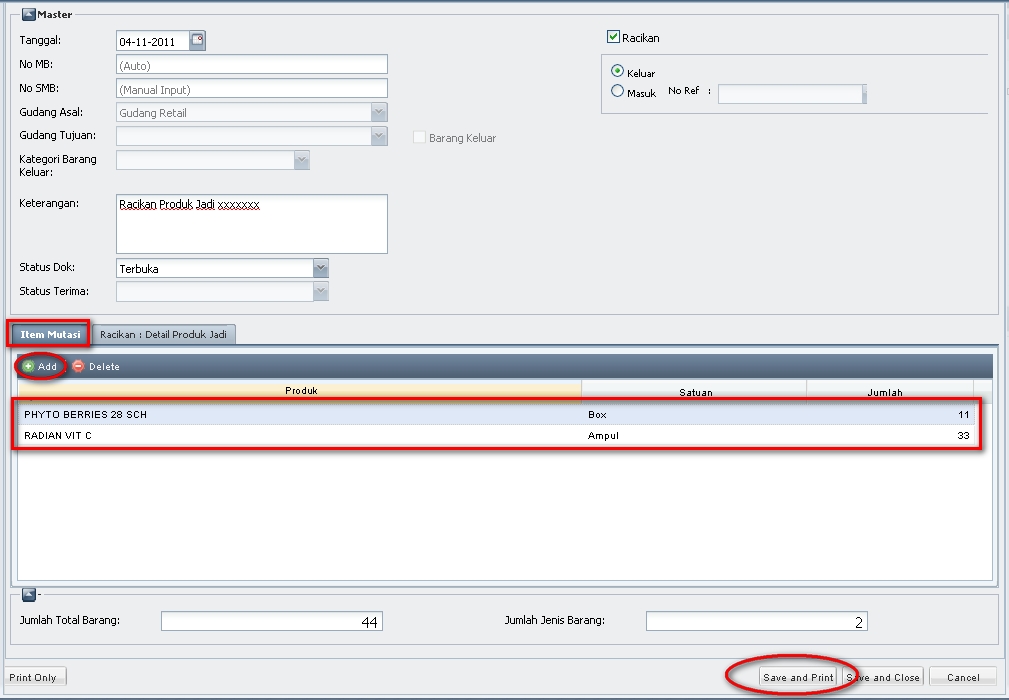 Master
Tanggal: 04-11-2011
Racikan
No MB: (Auto)
Keluar
No SMB: (Manual Input)
Masuk No Ref :
Gudang Asal: Gudang Retail
Gudang Tujuan:
Barang Keluar
Kategori Barang
Keluar:
Keterangan: Racikan Produk Jadi xxxxxxx
Status Dok: Terbuka
Status Terima:
Item Mutasi Racikan : Detail Produk Jadi
Add Delete
Produk Satuan Jumlah
PHYTO BERRIES 28 SCH Box 11
RADIAN VIT C Ampul 33
-
Jumlah Total Barang: 44 Jumlah Jenis Barang: 2
Print Only Save and Print Save and Close Cancel